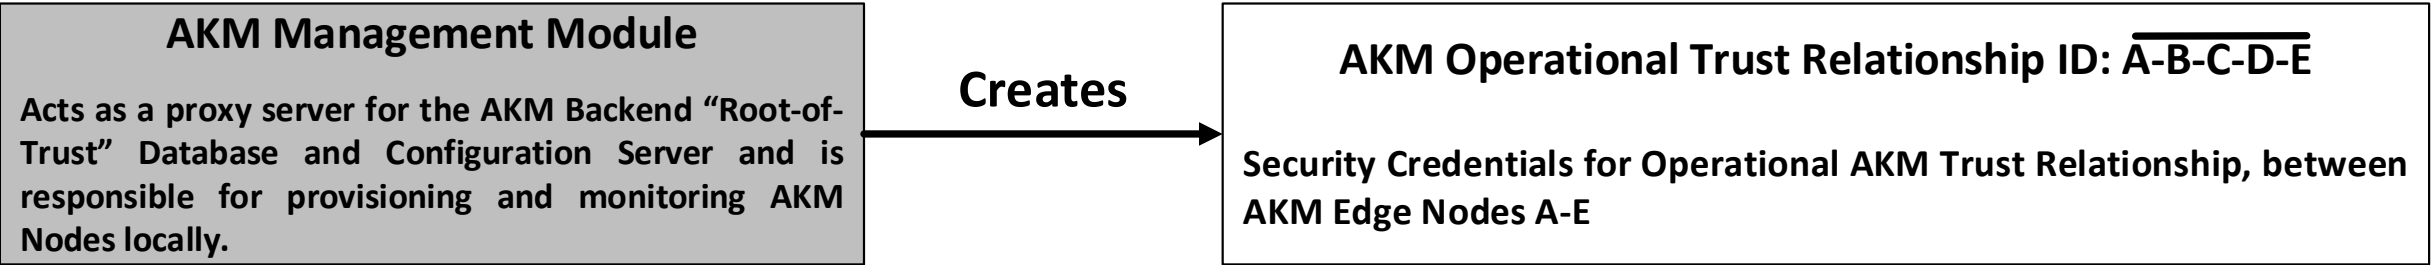 AKM Management Module
Acts as a proxy server for the AKM Backend “Root-of-
Trust” Database and Configuration Server and is
responsible for provisioning and monitoring AKM
Nodes locally.
Creates
AKM Operational Trust Relationship ID: A-B-C-D-E
Security Credentials for Operational AKM Trust Relationship, between
AKM Edge Nodes A-E